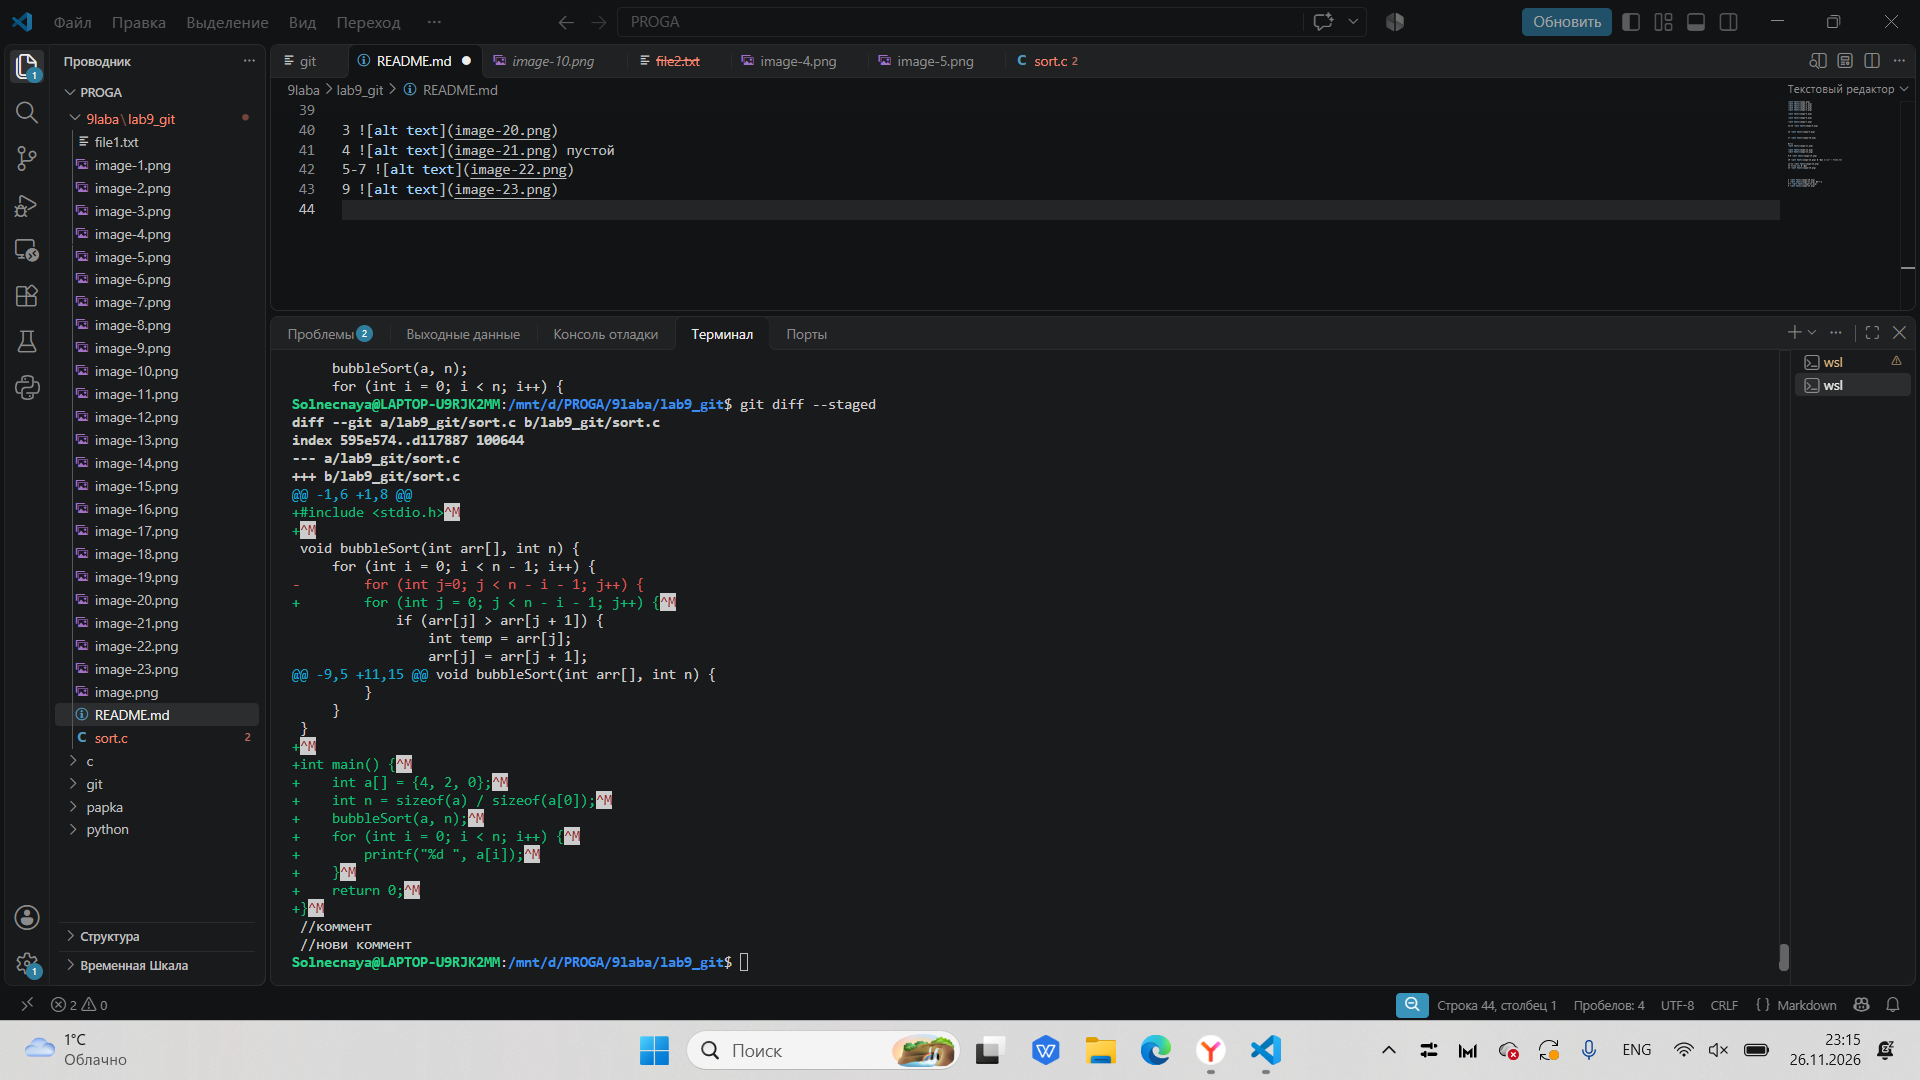 Файл Правка Выделение Вид Переход ··· PROGA Обновить
Проводник ···
PROGA
9laba\lab9_git
file1.txt
image-1.png
image-2.png
image-3.png
image-4.png
image-5.png
image-6.png
image-7.png
image-8.png
image-9.png
image-10.png
image-11.png
image-12.png
image-13.png
image-14.png
image-15.png
image-16.png
image-17.png
image-18.png
image-19.png
image-20.png
image-21.png
image-22.png
image-23.png
image.png
README.md
sort.c 2
c
git
papka
python
Структура
Временная Шкала
1
1
git README.md image-10.png file2.txt image-4.png image-5.png sort.c 2
9laba > lab9_git > README.md
Текстовый редактор
39
40 3 ![alt text](image-20.png)
41 4 ![alt text](image-21.png) пустой
42 5-7 ![alt text](image-22.png)
43 9 ![alt text](image-23.png)
44
Проблемы 2 Выходные данные Консоль отладки Терминал Порты
wsl
wsl
bubbleSort(a, n);
for (int i = 0; i < n; i++) {
Solnecnaya@LAPTOP-U9RJK2MM:/mnt/d/PROGA/9laba/lab9_git$ git diff --staged
diff --git a/lab9_git/sort.c b/lab9_git/sort.c
index 595e574..d117887 100644
--- a/lab9_git/sort.c
+++ b/lab9_git/sort.c
@@ -1,6 +1,8 @@
+#include <stdio.h>^M
+^M
void bubbleSort(int arr[], int n) {
for (int i = 0; i < n - 1; i++) {
-        for (int j=0; j < n - i - 1; j++) {
+        for (int j = 0; j < n - i - 1; j++) {^M
if (arr[j] > arr[j + 1]) {
int temp = arr[j];
arr[j] = arr[j + 1];
@@ -9,5 +11,15 @@ void bubbleSort(int arr[], int n) {
}
}
}
+^M
+int main() {^M
+    int a[] = {4, 2, 0};^M
+    int n = sizeof(a) / sizeof(a[0]);^M
+    bubbleSort(a, n);^M
+    for (int i = 0; i < n; i++) {^M
+        printf("%d ", a[i]);^M
+    }^M
+    return 0;^M
+}^M
//коммент
//нови коммент
Solnecnaya@LAPTOP-U9RJK2MM:/mnt/d/PROGA/9laba/lab9_git$
2 0 Строка 44, столбец 1 Пробелов: 4 UTF-8 CRLF {} Markdown
1°C
Облачно
Поиск
ENG
23:15
26.11.2026